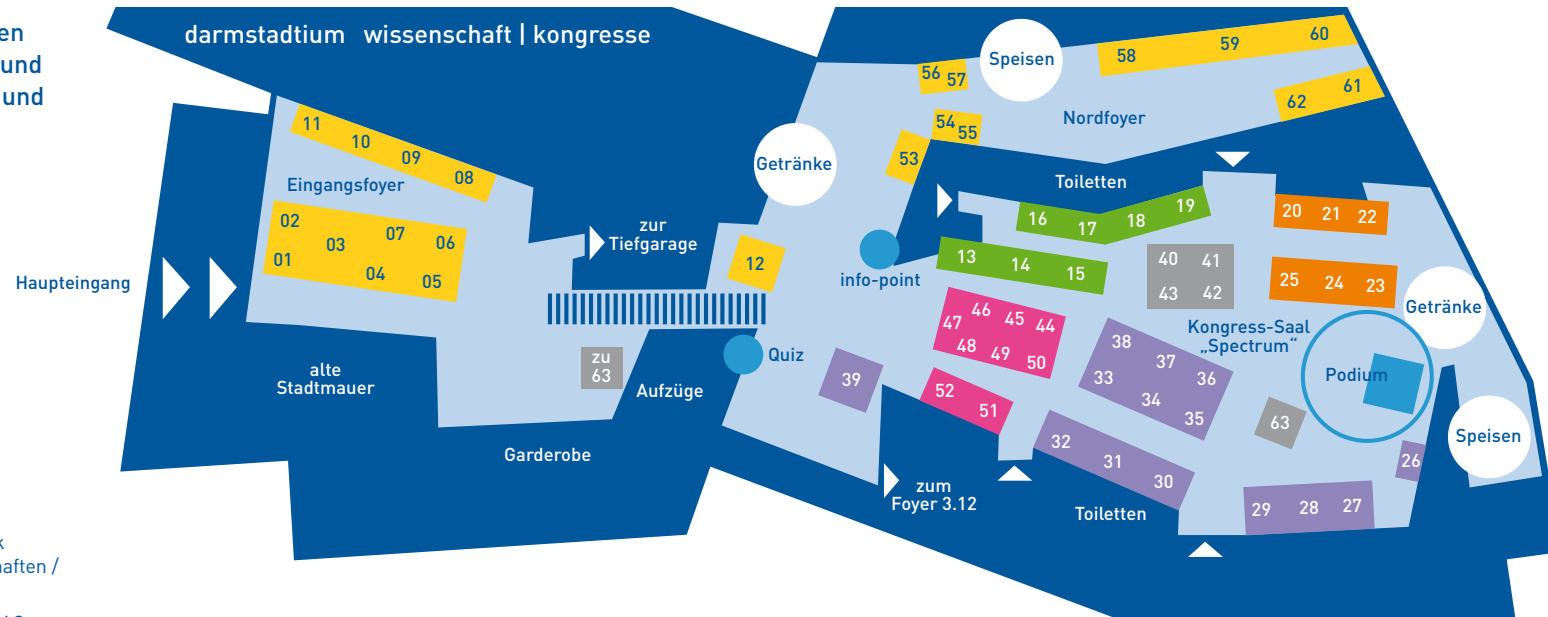 en
und
und
darmstadtium wissenschaft | kongresse
Speisen
56 57
58 59 60
61
62
54
55
53
Nordfoyer
Getränke
11
10
09
08
Eingangsfoyer
02
03
07
06
01
04
05
zur
Tiefgarage
12
info-point
Haupteingang
Toiletten
16
17
18
19
20 21 22
13
14
15
40 41
43 42
25 24 23
Getränke
46
45
44
47
48
49
50
Kongress-Saal
„Spectrum“
38
37
36
33
34
35
Podium
Quiz
zu
63
alte
Stadtmauer
Aufzüge
39
52
51
63
Speisen
32
31
30
26
Garderobe
zum
Foyer 3.12
Toiletten
29 28 27
k
haften /